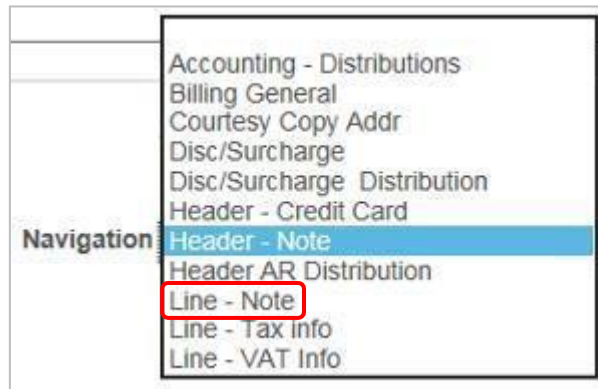 Accounting - Distributions
Billing General
Courtesy Copy Addr
Disc/Surcharge
Disc/Surcharge Distribution
Header - Credit Card
Navigation Header - Note
Header AR Distribution
Line - Note
Line - Tax info
Line - VAT Info